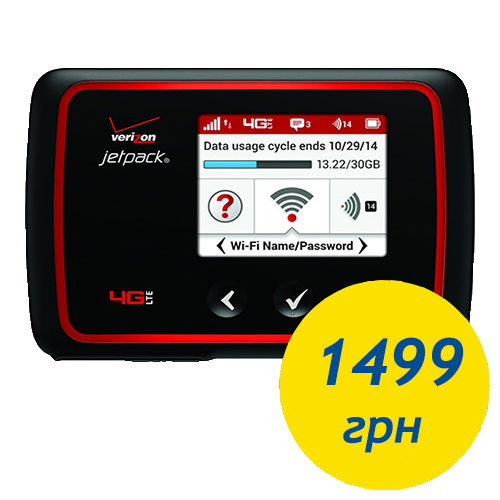 verizon
jetpack®
4G LTE 3 14
Data usage cycle ends 10/29/14
13.22/30GB
? 14
Wi-Fi Name/Password
4G LTE
1499
грн